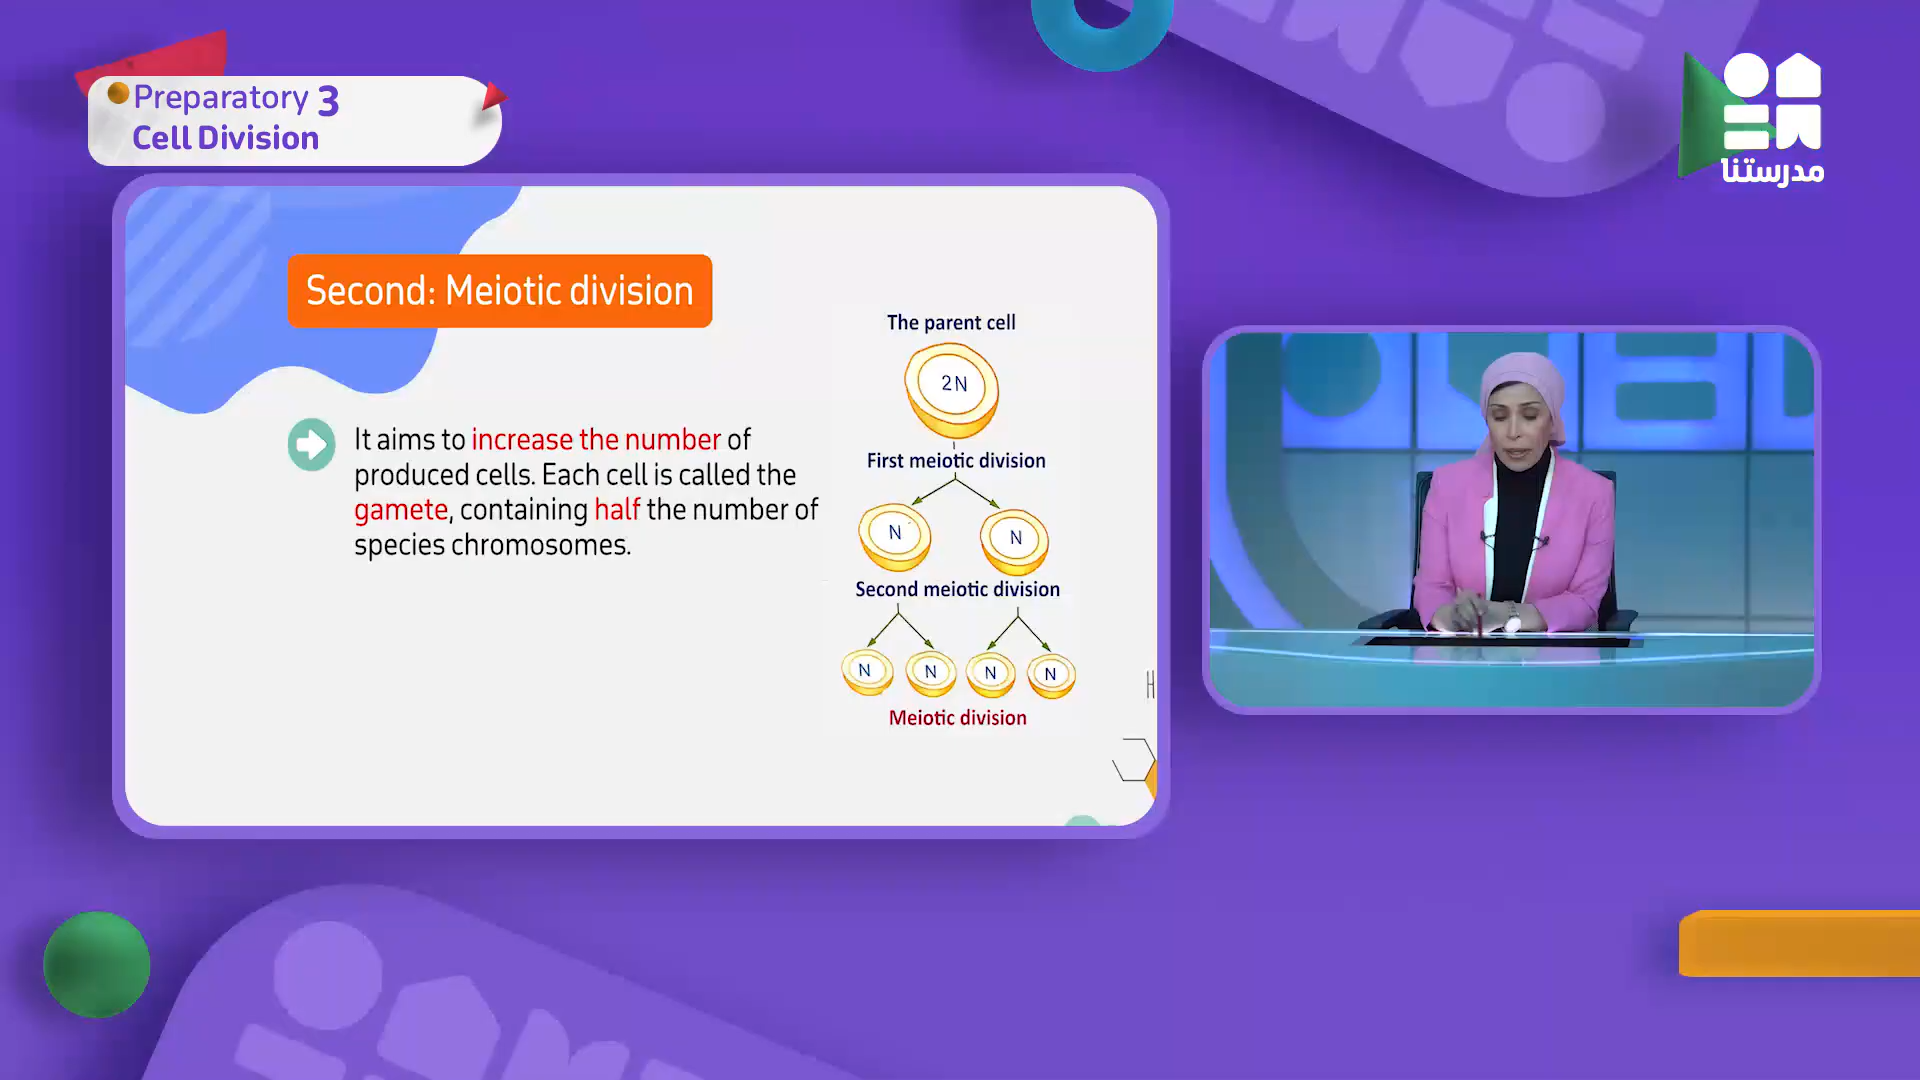 Preparatory 3
Cell Division
مدرستنا
Second: Meiotic division
It aims to increase the number of
produced cells. Each cell is called the
gamete, containing half the number of
species chromosomes.
The parent cell
2N
First meiotic division
N N
Second meiotic division
N N N N
Meiotic division
H